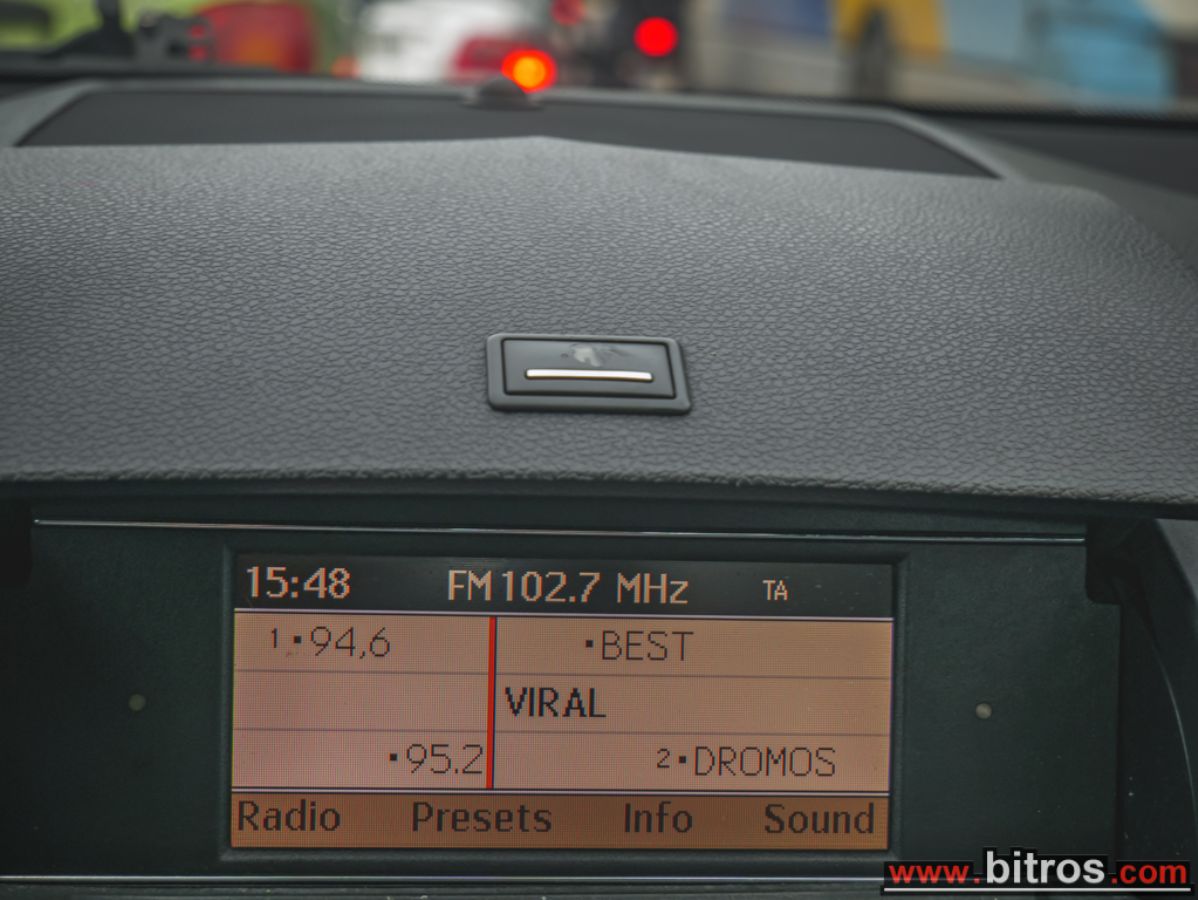 15:48 FM 102.7 MHz TA
1 ▪94,6 ▪BEST
VIRAL
▪95.2 2 ▪DROMOS
Radio Presets Info Sound
www.bitros.com